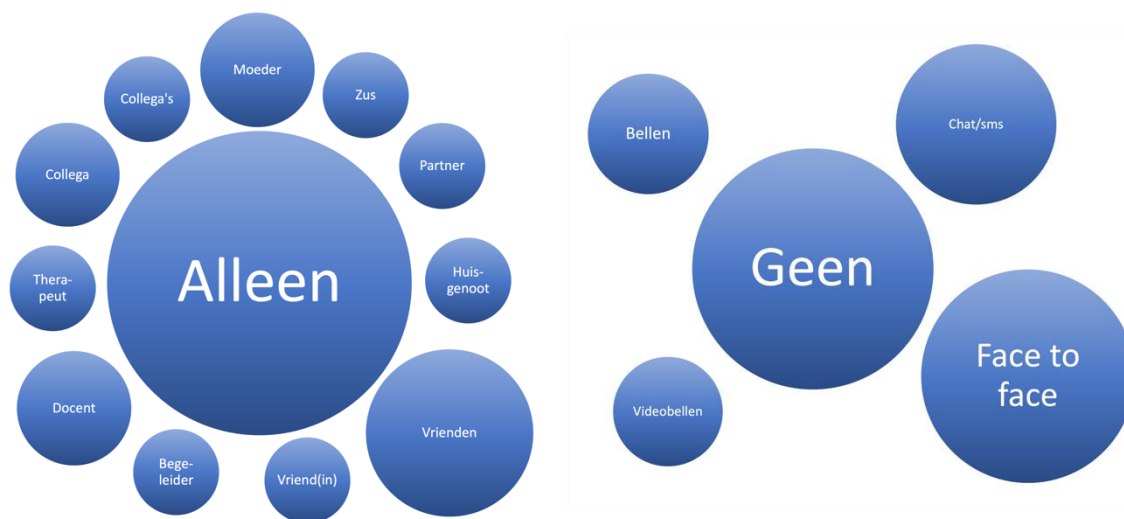 Moeder
Collega's
Zus
Collega
Partner
Alleen
Thera-
peut
Huis-
genoot
Docent
Vrienden
Bege-
leider
Vriend(in)
Bellen
Chat/sms
Geen
Face to
face
Videobellen